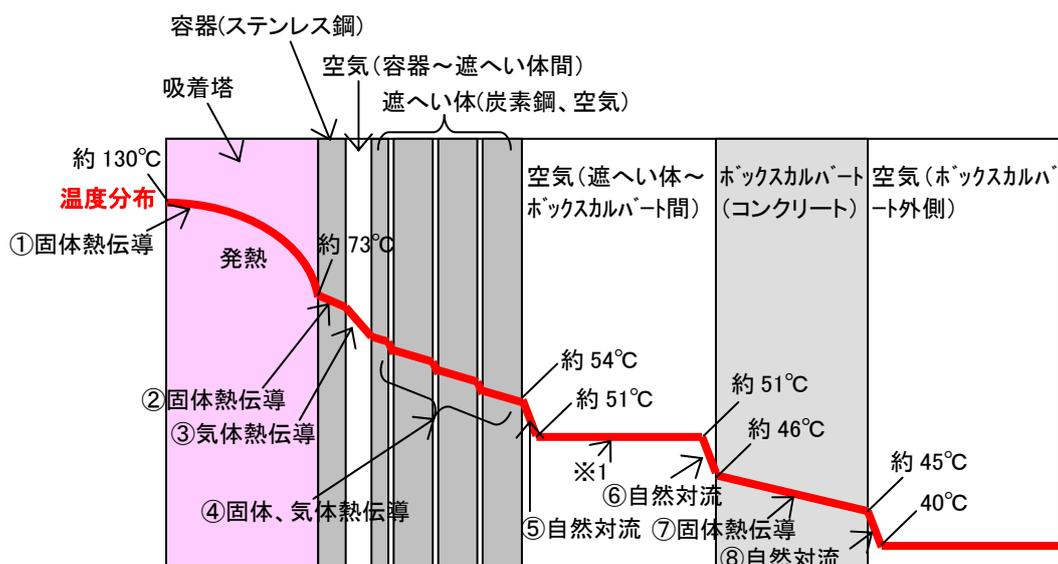 容器(ステンレス鋼)
空気(容器～遮へい体間)
吸着塔
遮へい体(炭素鋼、空気)
約 130℃
温度分布
①固体熱伝導
発熱
約 73℃
空気(遮へい体～
ﾎﾞｯｸｽｶﾙﾊﾞｰﾄ間)
ﾎﾞｯｸｽｶﾙﾊﾞｰﾄ
(コンクリート)
空気(ﾎﾞｯｸｽｶﾙﾊﾞ
ｰﾄ外側)
②固体熱伝導
③気体熱伝導
④固体、気体熱伝導
約 54℃
約 51℃
※1
⑤自然対流
⑥自然対流
約 51℃
約 46℃
⑦固体熱伝導
⑧自然対流
約 45℃
40℃